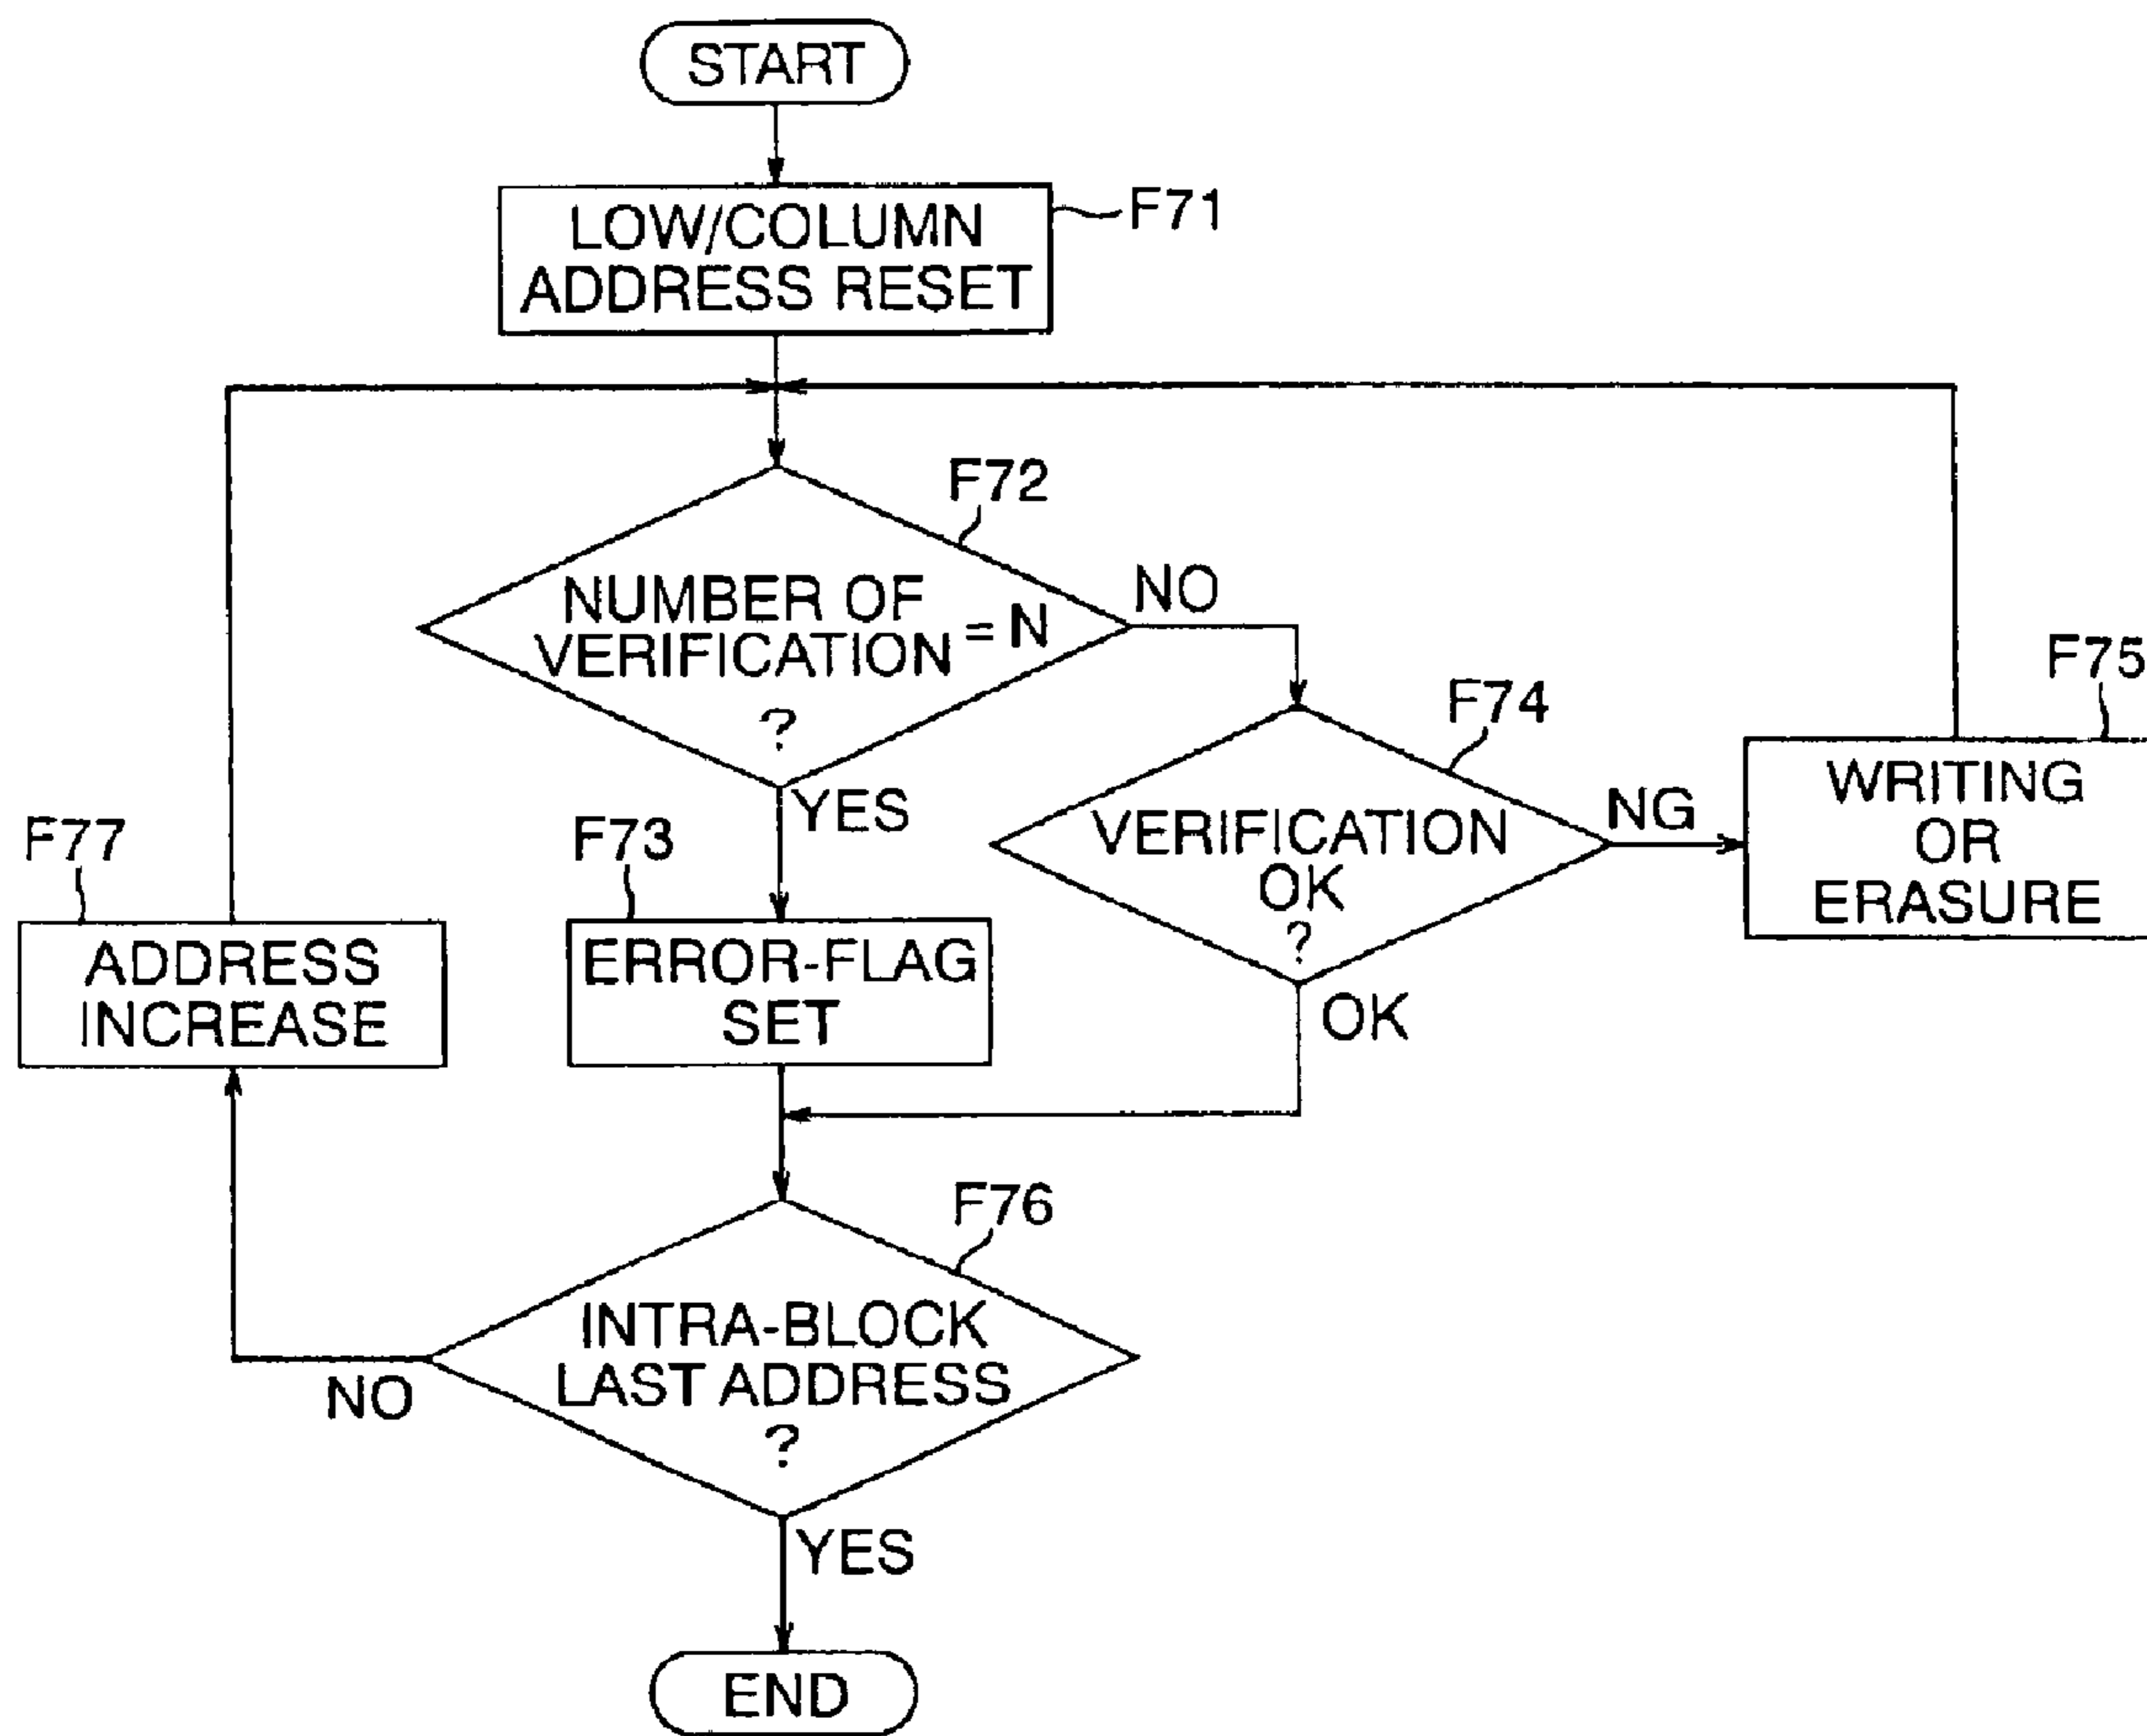 START
LOW/COLUMN
ADDRESS RESET
F71
F72
NUMBER OF
VERIFICATION = N
?
NO
YES
F74
VERIFICATION
OK
?
NG
OK
F75
WRITING
OR
ERASURE
F73
ERROR-FLAG
SET
F77
ADDRESS
INCREASE
F76
INTRA-BLOCK
LAST ADDRESS
?
NO
YES
END